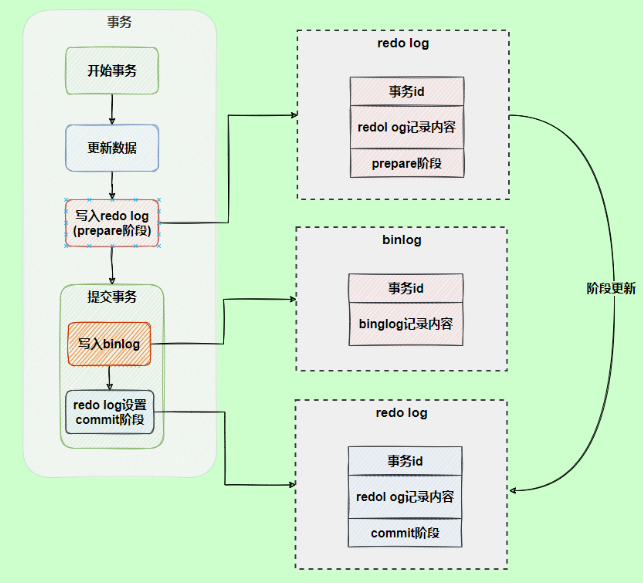 事务
开始事务
更新数据
写入redo log
(prepare阶段)
提交事务
写入binlog
redo log设置
commit阶段
redo log
事务id
redol og记录内容
prepare阶段
binlog
事务id
binglog记录内容
redo log
事务id
redol og记录内容
commit阶段
阶段更新